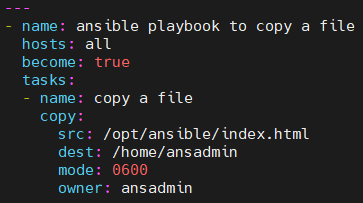 ---
- name: ansible playbook to copy a file
  hosts: all
  become: true
  tasks:
  - name: copy a file
    copy:
      src: /opt/ansible/index.html
      dest: /home/ansadmin
      mode: 0600
      owner: ansadmin